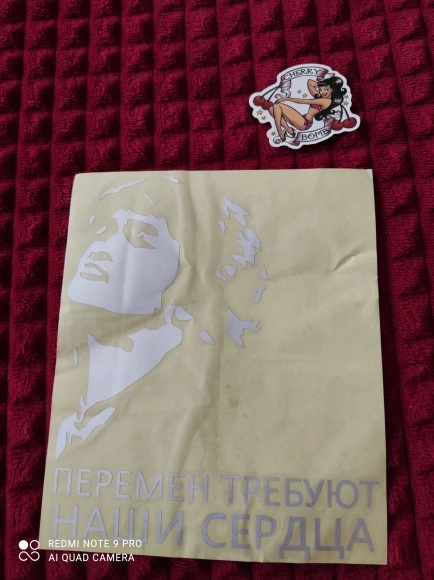 CHERRY
BOMB
ПЕРЕМЕН ТРЕБУЮТ
НАШИ СЕРДЦА
REDMI NOTE 9 PRO
AI QUAD CAMERA